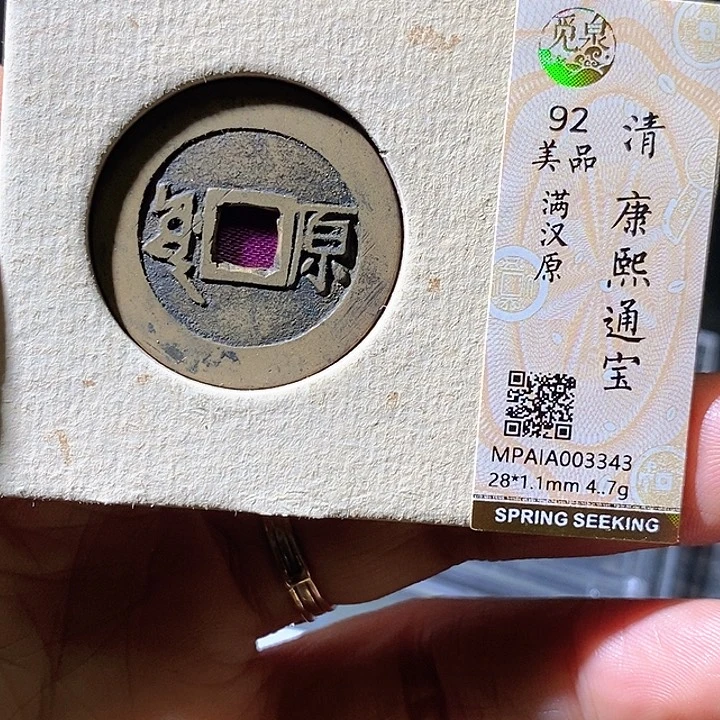 原
觅泉
92
美品
满汉原
清 康熙通宝
MPAIA003343
28*1.1mm 4..7g
SPRING SEEKING